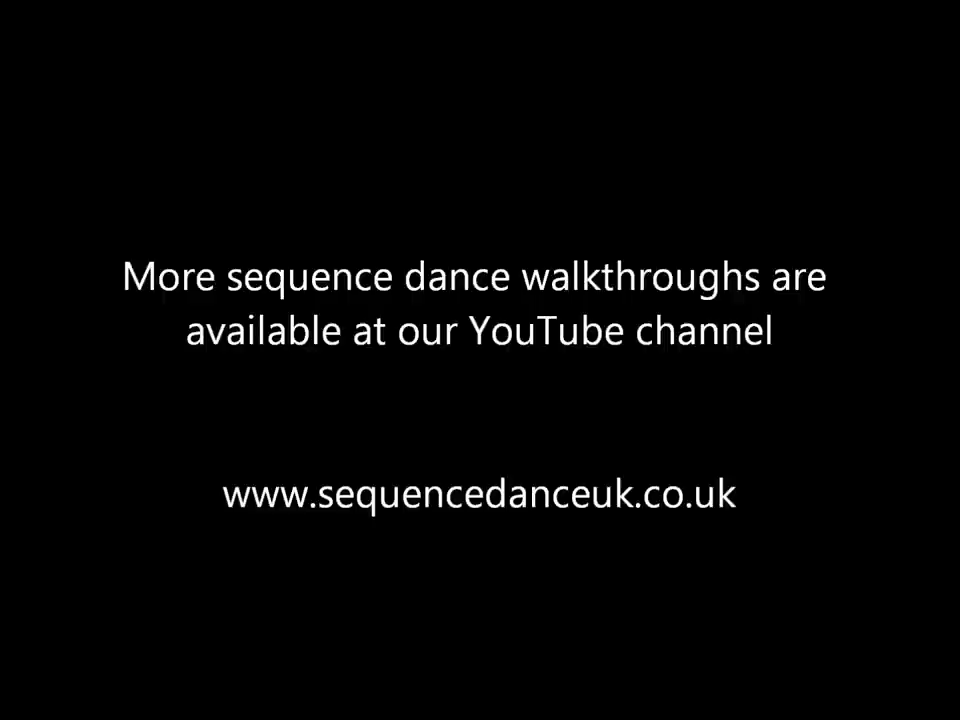 More sequence dance walkthroughs are
available at our YouTube channel
www.sequencedanceuk.co.uk